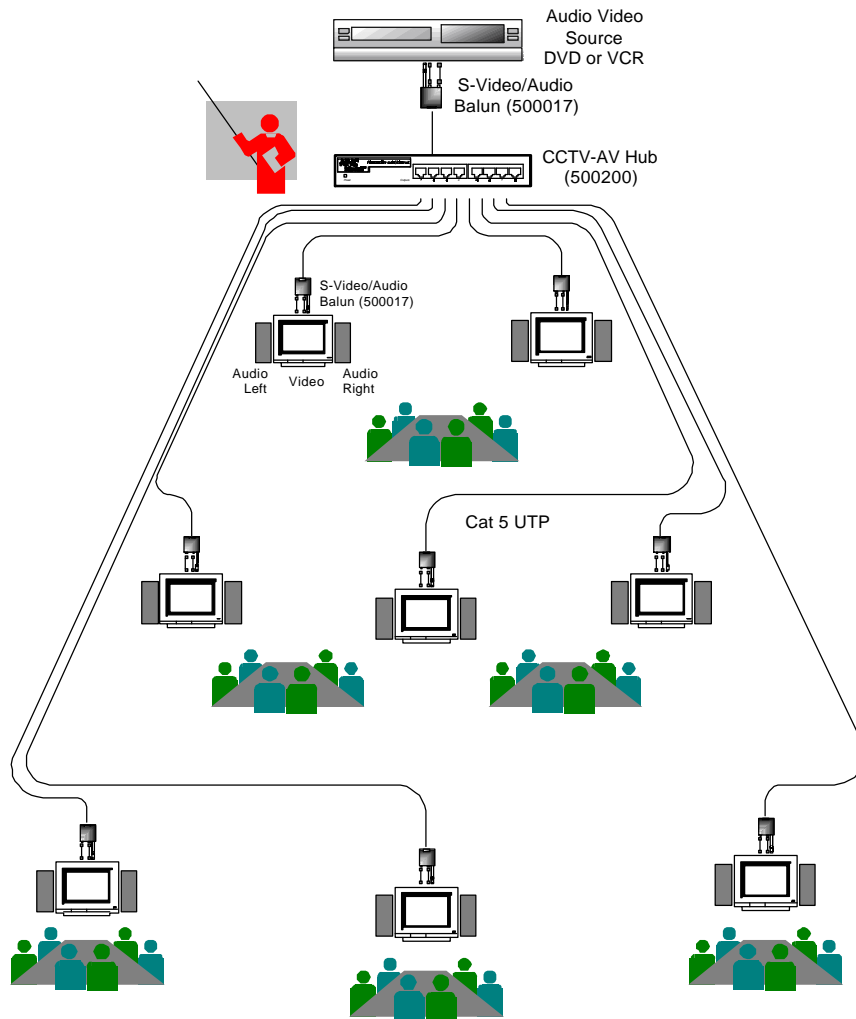 Audio Video
Source
DVD or VCR
S-Video/Audio
Balun (500017)
CCTV-AV Hub
(500200)
S-Video/Audio
Balun (500017)
Audio
Left
Video
Audio
Right
Cat 5 UTP